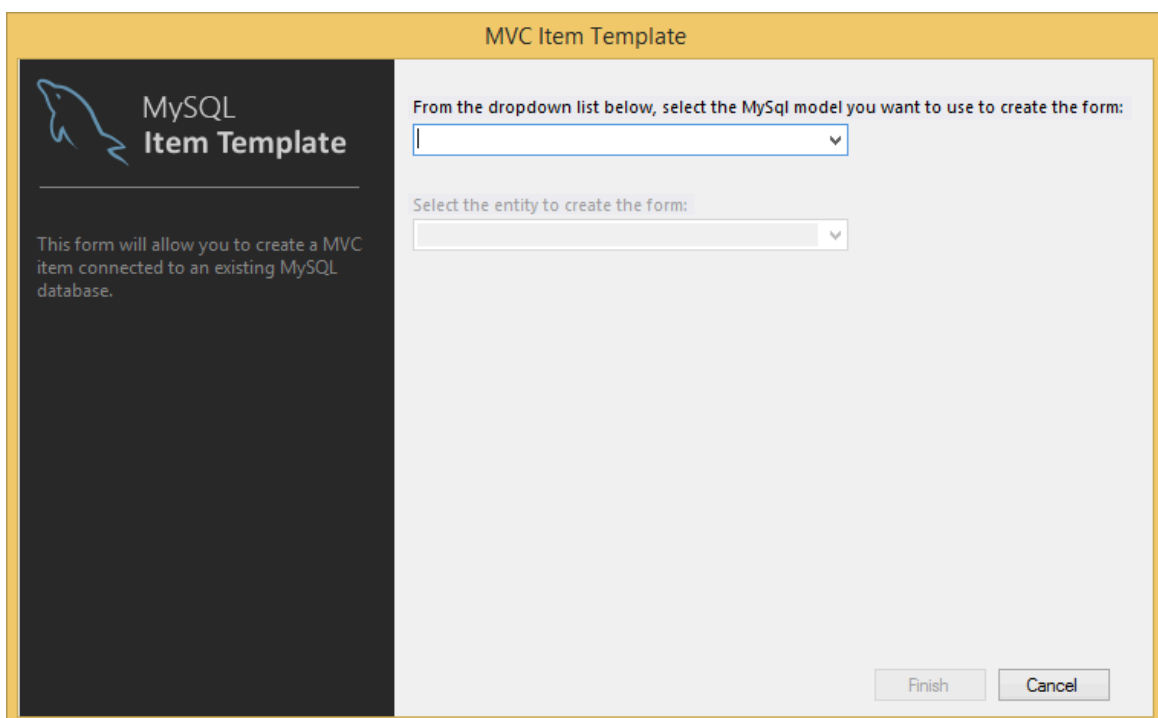 MVC Item Template
MySQL
Item Template
This form will allow you to create a MVC
item connected to an existing MySQL
database.
From the dropdown list below, select the MySql model you want to use to create the form:
Select the entity to create the form:
Finish
Cancel